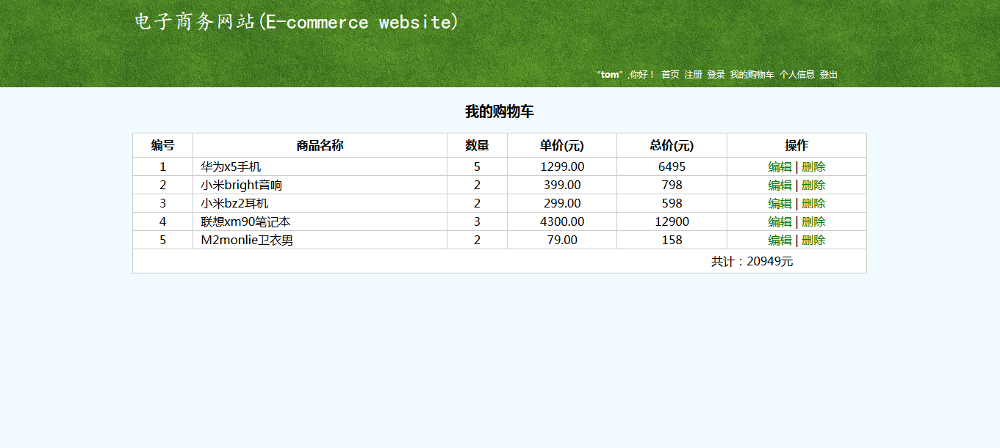 电子商务网站(E-commerce website)
“tom” ,你好！ 首页 注册 登录 我的购物车 个人信息 登出
我的购物车
编号 商品名称 数量 单价(元) 总价(元) 操作
1 华为x5手机 5 1299.00 6495 编辑 | 删除
2 小米bright音响 2 399.00 798 编辑 | 删除
3 小米bz2耳机 2 299.00 598 编辑 | 删除
4 联想xm90笔记本 3 4300.00 12900 编辑 | 删除
5 M2monlie卫衣男 2 79.00 158 编辑 | 删除
共计：20949元